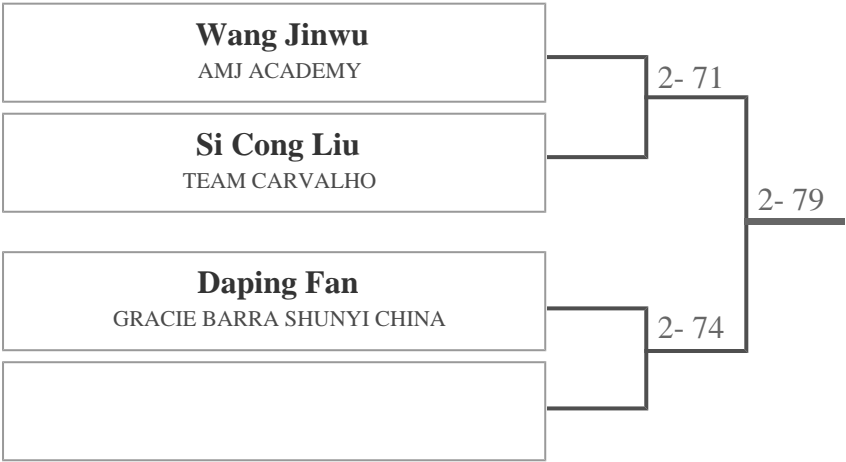 Wang Jinwu
AMJ ACADEMY
2- 71
Si Cong Liu
TEAM CARVALHO
2- 79
Daping Fan
GRACIE BARRA SHUNYI CHINA
2- 74